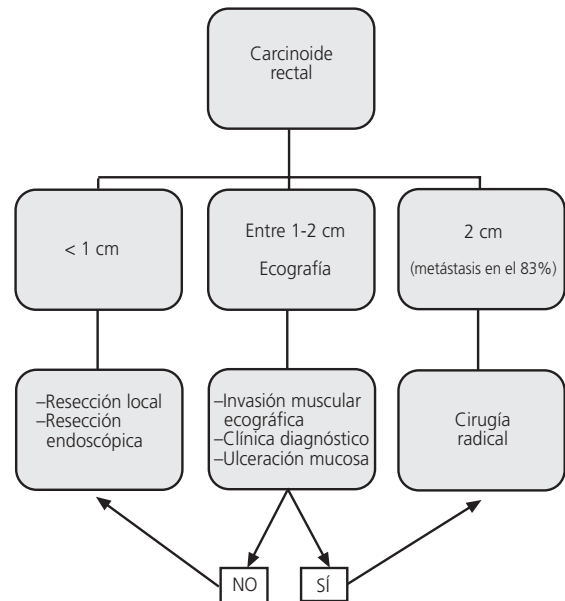 Carcinoide
rectal
< 1 cm
Entre 1-2 cm
Ecografía
2 cm
(metástasis en el 83%)
–Resección local
–Resección
endoscópica
–Invasión muscular
ecográfica
–Clínica diagnóstico
–Ulceración mucosa
Cirugía
radical
NO
SÍ